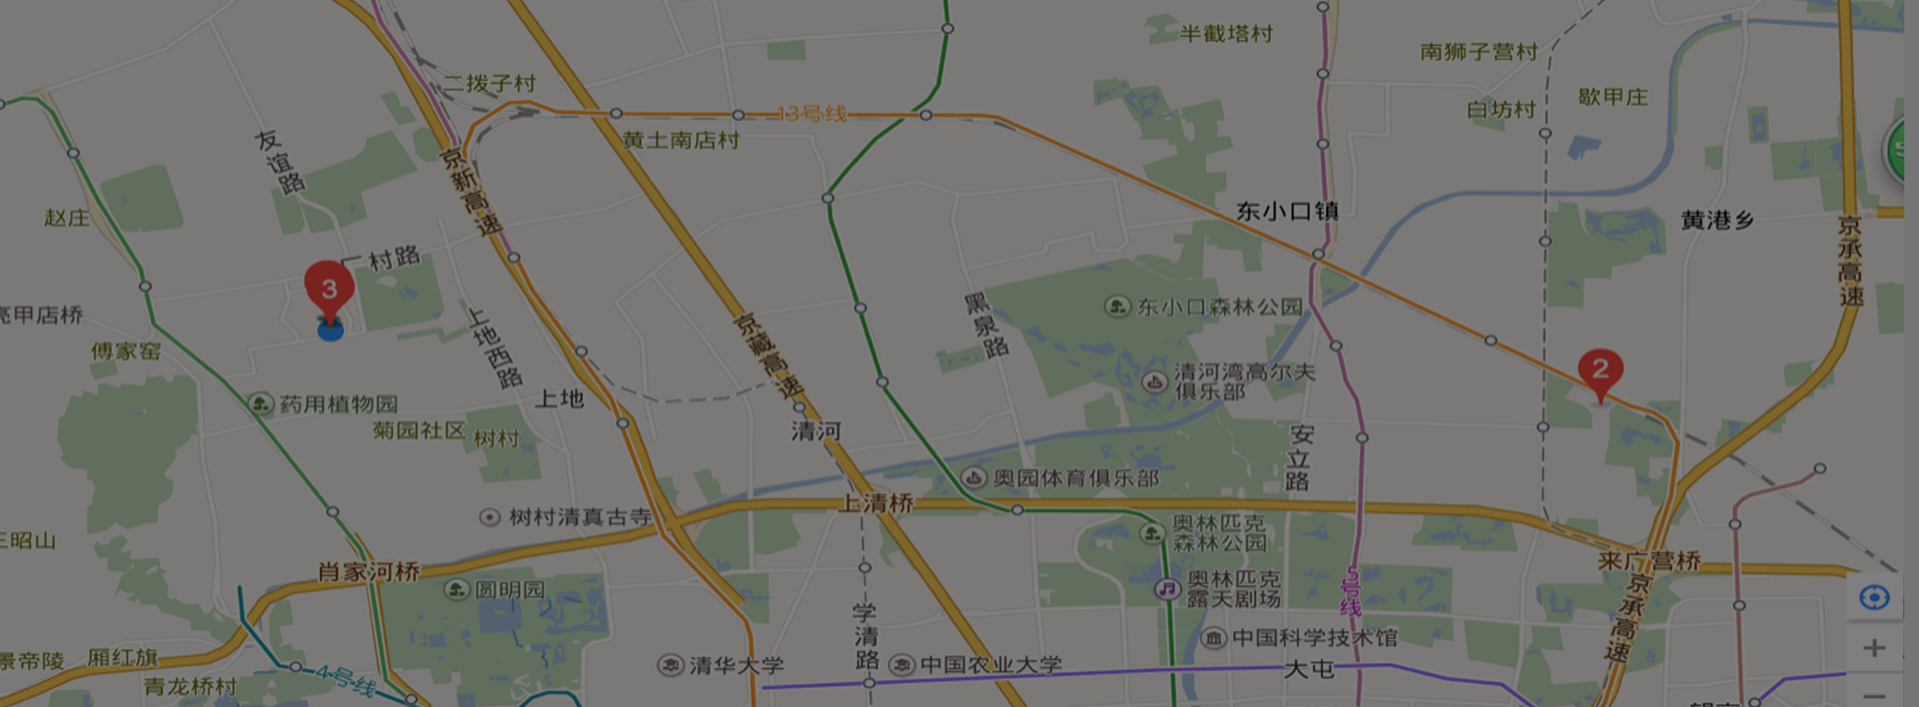 半截塔村
南狮子营村
二拨子村
歇甲庄
白坊村
13号线
黄土南店村
友谊路
京新高速
赵庄
东小口镇
黄港乡
京承高速
厂村路
3
东小口森林公园
亮甲店桥
黑泉路
上地西路
京藏高速
傅家窑
清河湾高尔夫
俱乐部
2
上地
药用植物园
菊园社区
树村
清河
安立路
奥园体育俱乐部
上清桥
树村清真古寺
奥林匹克
森林公园
肖家河桥
来广营桥
圆明园
奥林匹克
露天剧场
5号线
京承高速
学清路
中国科学技术馆
景帝陵
厢红旗
4号线
青龙桥村
清华大学
中国农业大学
大屯